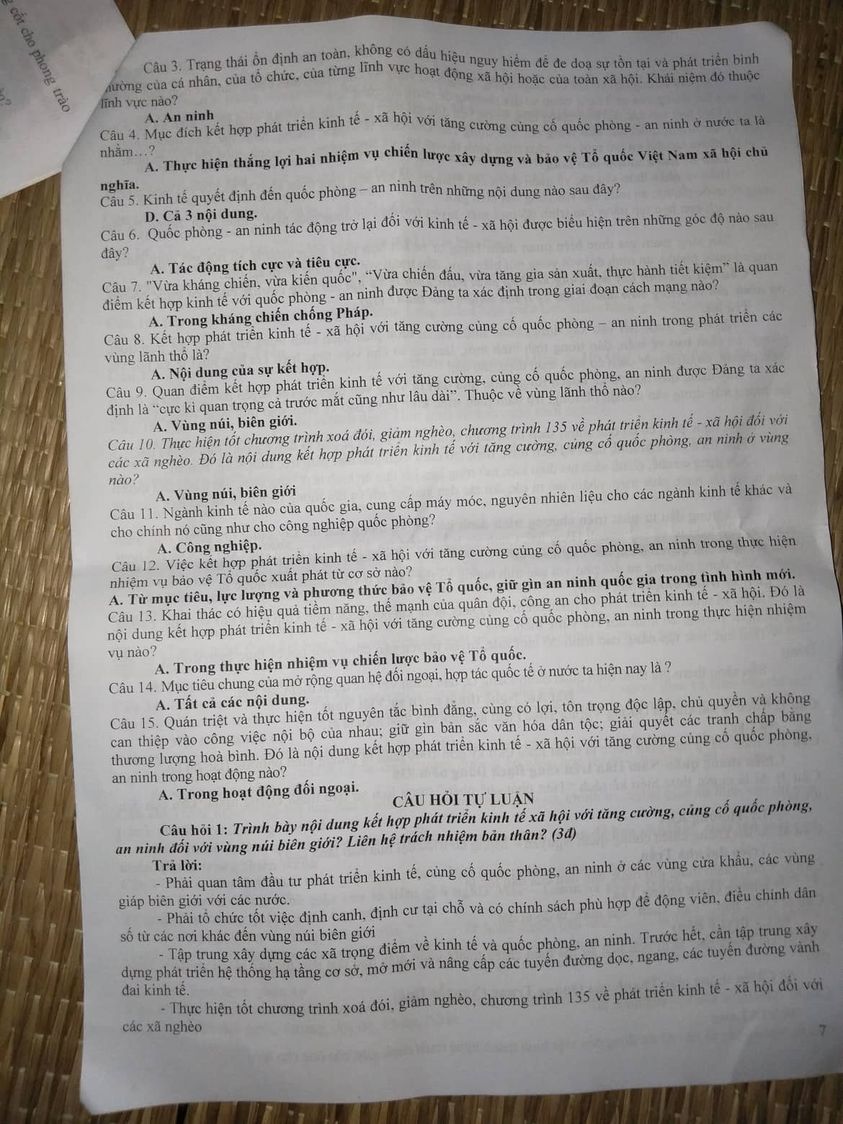 cốt cho phong trào
Câu 3. Trạng thái ổn định an toàn, không có dấu hiệu nguy hiểm để đe doạ sự tồn tại và phát triển bình
thường của cá nhân, của tổ chức, của từng lĩnh vực hoạt động xã hội hoặc của toàn xã hội. Khái niệm đó thuộc
lĩnh vực nào?
A. An ninh
Câu 4. Mục đích kết hợp phát triển kinh tế - xã hội với tăng cường củng cố quốc phòng - an ninh ở nước ta là
nhằm…?
A. Thực hiện thắng lợi hai nhiệm vụ chiến lược xây dựng và bảo vệ Tổ quốc Việt Nam xã hội chủ
nghĩa.
Câu 5. Kinh tế quyết định đến quốc phòng – an ninh trên những nội dung nào sau đây?
D. Cả 3 nội dung.
Câu 6. Quốc phòng - an ninh tác động trở lại đối với kinh tế - xã hội được biểu hiện trên những góc độ nào sau
đây?
A. Tác động tích cực và tiêu cực.
Câu 7. "Vừa kháng chiến, vừa kiến quốc", “Vừa chiến đấu, vừa tăng gia sản xuất, thực hành tiết kiệm” là quan
điểm kết hợp kinh tế với quốc phòng - an ninh được Đảng ta xác định trong giai đoạn cách mạng nào?
A. Trong kháng chiến chống Pháp.
Câu 8. Kết hợp phát triển kinh tế - xã hội với tăng cường củng cố quốc phòng – an ninh trong phát triển các
vùng lãnh thổ là?
A. Nội dung của sự kết hợp.
Câu 9. Quan điểm kết hợp phát triển kinh tế với tăng cường, củng cố quốc phòng, an ninh được Đảng ta xác
định là “cực kì quan trọng cả trước mắt cũng như lâu dài”. Thuộc về vùng lãnh thổ nào?
A. Vùng núi, biên giới.
Câu 10. Thực hiện tốt chương trình xoá đói, giảm nghèo, chương trình 135 về phát triển kinh tế - xã hội đối với
các xã nghèo. Đó là nội dung kết hợp phát triển kinh tế với tăng cường, củng cố quốc phòng, an ninh ở vùng
nào?
A. Vùng núi, biên giới
Câu 11. Ngành kinh tế nào của quốc gia, cung cấp máy móc, nguyên nhiên liệu cho các ngành kinh tế khác và
cho chính nó cũng như cho công nghiệp quốc phòng?
A. Công nghiệp.
Câu 12. Việc kết hợp phát triển kinh tế - xã hội với tăng cường củng cố quốc phòng, an ninh trong thực hiện
nhiệm vụ bảo vệ Tổ quốc xuất phát từ cơ sở nào?
A. Từ mục tiêu, lực lượng và phương thức bảo vệ Tổ quốc, giữ gìn an ninh quốc gia trong tình hình mới.
Câu 13. Khai thác có hiệu quả tiềm năng, thế mạnh của quân đội, công an cho phát triển kinh tế - xã hội. Đó là
nội dung kết hợp phát triển kinh tế - xã hội với tăng cường củng cố quốc phòng, an ninh trong thực hiện nhiệm
vụ nào?
A. Trong thực hiện nhiệm vụ chiến lược bảo vệ Tổ quốc.
Câu 14. Mục tiêu chung của mở rộng quan hệ đối ngoại, hợp tác quốc tế ở nước ta hiện nay là ?
A. Tất cả các nội dung.
Câu 15. Quán triệt và thực hiện tốt nguyên tắc bình đẳng, cùng có lợi, tôn trọng độc lập, chủ quyền và không
can thiệp vào công việc nội bộ của nhau; giữ gìn bản sắc văn hóa dân tộc; giải quyết các tranh chấp bằng
thương lượng hoà bình. Đó là nội dung kết hợp phát triển kinh tế - xã hội với tăng cường củng cố quốc phòng,
an ninh trong hoạt động nào?
A. Trong hoạt động đối ngoại.
CÂU HỎI TỰ LUẬN
Câu hỏi 1: Trình bày nội dung kết hợp phát triển kinh tế xã hội với tăng cường, củng cố quốc phòng,
an ninh đối với vùng núi biên giới? Liên hệ trách nhiệm bản thân? (3đ)
Trả lời:
- Phải quan tâm đầu tư phát triển kinh tế, củng cố quốc phòng, an ninh ở các vùng cửa khẩu, các vùng
giáp biên giới với các nước.
- Phải tổ chức tốt việc định canh, định cư tại chỗ và có chính sách phù hợp để động viên, điều chỉnh dân
số từ các nơi khác đến vùng núi biên giới
- Tập trung xây dựng các xã trọng điểm về kinh tế và quốc phòng, an ninh. Trước hết, cần tập trung xây
dựng phát triển hệ thống hạ tầng cơ sở, mở mới và nâng cấp các tuyến đường dọc, ngang, các tuyến đường vành
đai kinh tế.
- Thực hiện tốt chương trình xoá đói, giảm nghèo, chương trình 135 về phát triển kinh tế - xã hội đối với
các xã nghèo
7